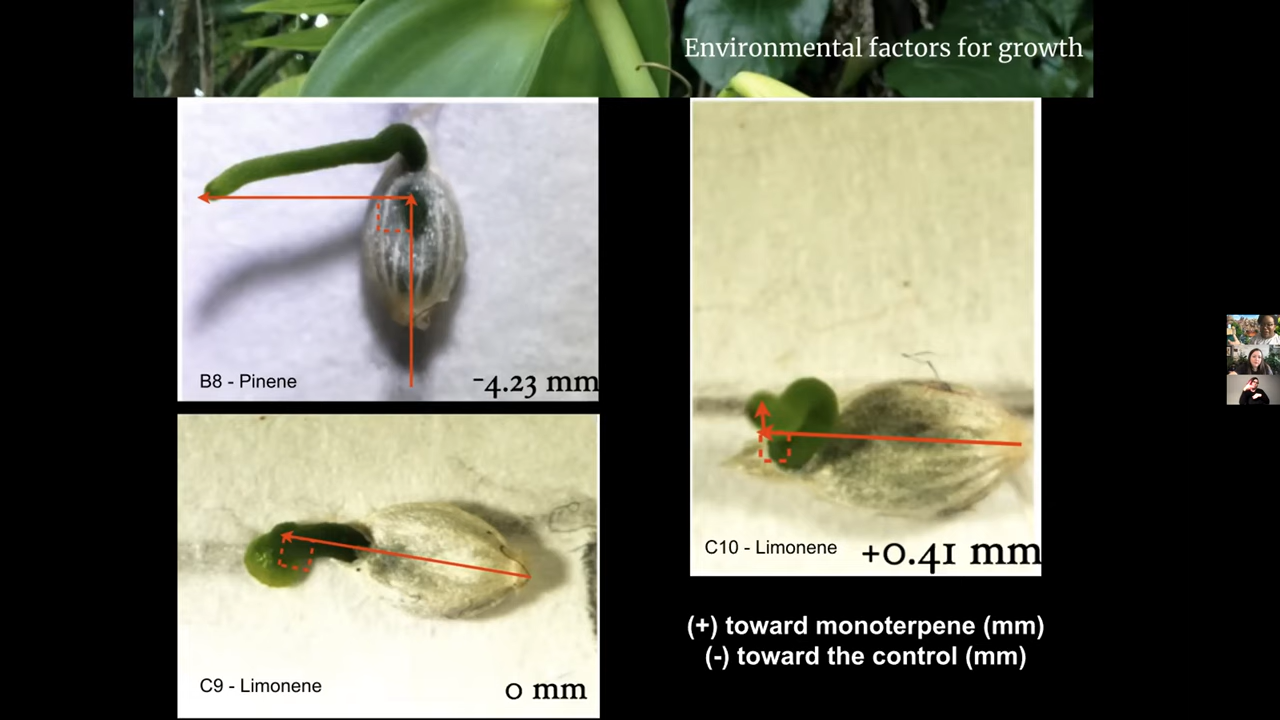 Environmental factors for growth
B8 - Pinene
-4.23 mm
C9 - Limonene
0 mm
C10 - Limonene
+0.41 mm
(+) toward monoterpene (mm)
(-) toward the control (mm)